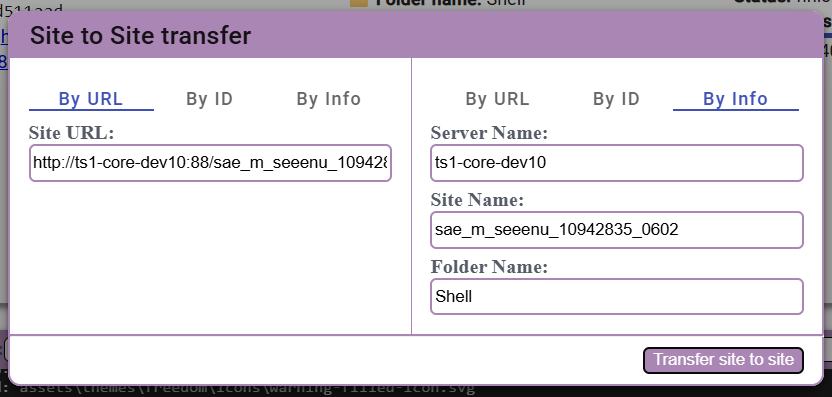 d511aad
Folder name: Shell
Site to Site transfer
By URL By ID By Info
Site URL:
http://ts1-core-dev10:88/sae_m_seeenu_109428
By URL By ID By Info
Server Name:
ts1-core-dev10
Site Name:
sae_m_seeenu_10942835_0602
Folder Name:
Shell
Transfer site to site
assets\themes\freedom\icons\warning-filled-icon.svg